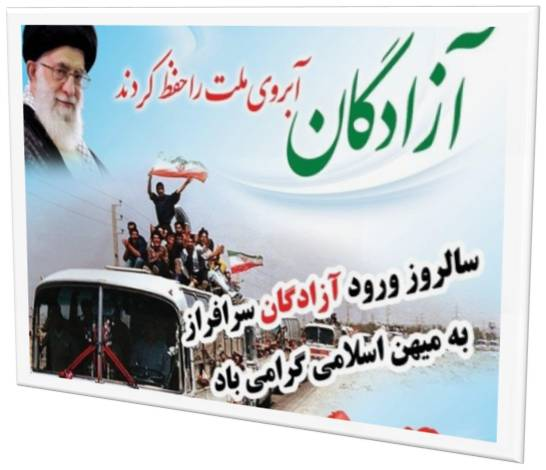 آزادگان
آبروی ملت را حفظ کردند
سالروز ورود آزادگان سرافراز
به میهن اسلامی گرامی باد